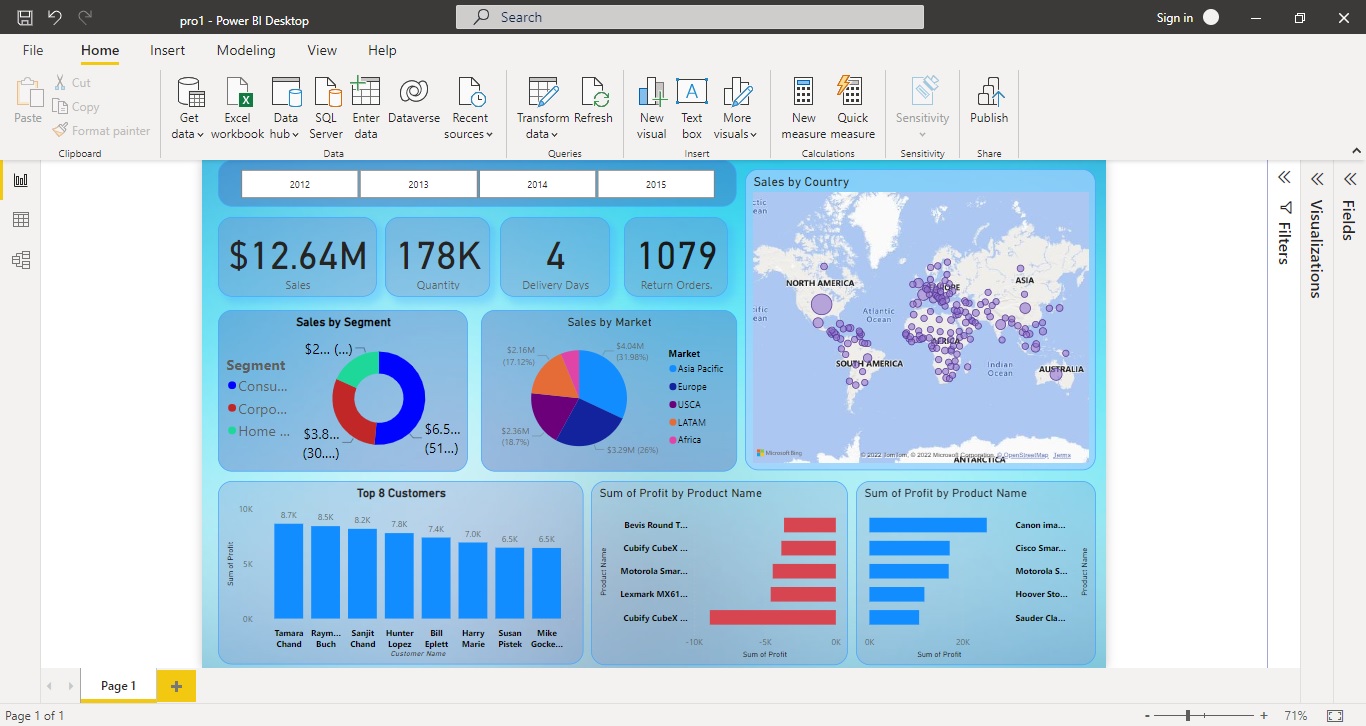 pro1 - Power BI Desktop
Search
Sign in
File Home Insert Modeling View Help
Paste
Cut
Copy
Format painter
Clipboard
Get data
Excel workbook
Data hub
SQL Server
Enter data
Dataverse
Recent sources
Data
Transform data
Refresh
Queries
New visual
Text box
More visuals
Insert
New measure
Quick measure
Calculations
Sensitivity
Sensitivity
Publish
Share
2012 2013 2014 2015
$12.64M
Sales
178K
Quantity
4
Delivery Days
1079
Return Orders.
Sales by Segment
Segment
Consu...
Corpo...
Home ...
$2... (...)
$3.8...
(30....)
$6.5...
(51...)
Sales by Market
$2.16M
(17.12%)
$4.04M
(31.98%)
$2.36M
(18.7%)
$3.29M (26%)
Market
Asia Pacific
Europe
USCA
LATAM
Africa
Sales by Country
ctic
ean
NORTH AMERICA
EUROPE
ASIA
ific
ean
Atlantic
Ocean
AFRICA
SOUTH AMERICA
Indian
Ocean
AUSTRALIA
Microsoft Bing
© 2022 TomTom, © 2022 Microsoft Corporation, © OpenStreetMap Terms
ANTARCTICA
Top 8 Customers
Sum of Profit
10K
5K
0K
8.7K 8.5K 8.2K 7.8K 7.4K 7.0K 6.5K 6.5K
Tamara Chand
Raym... Buch
Sanjit Chand
Hunter Lopez
Bill Eplett
Harry Marie
Susan Pistek
Mike Gocke...
Customer Name
Sum of Profit by Product Name
Product Name
Bevis Round T...
Cubify CubeX ...
Motorola Smar...
Lexmark MX61...
Cubify CubeX ...
-10K -5K 0K
Sum of Profit
Sum of Profit by Product Name
Canon ima...
Cisco Smar...
Motorola S...
Hoover Sto...
Sauder Cla...
Product Name
0K 20K
Sum of Profit
Filters
Visualizations
Fields
Page 1
Page 1 of 1
- + 71%